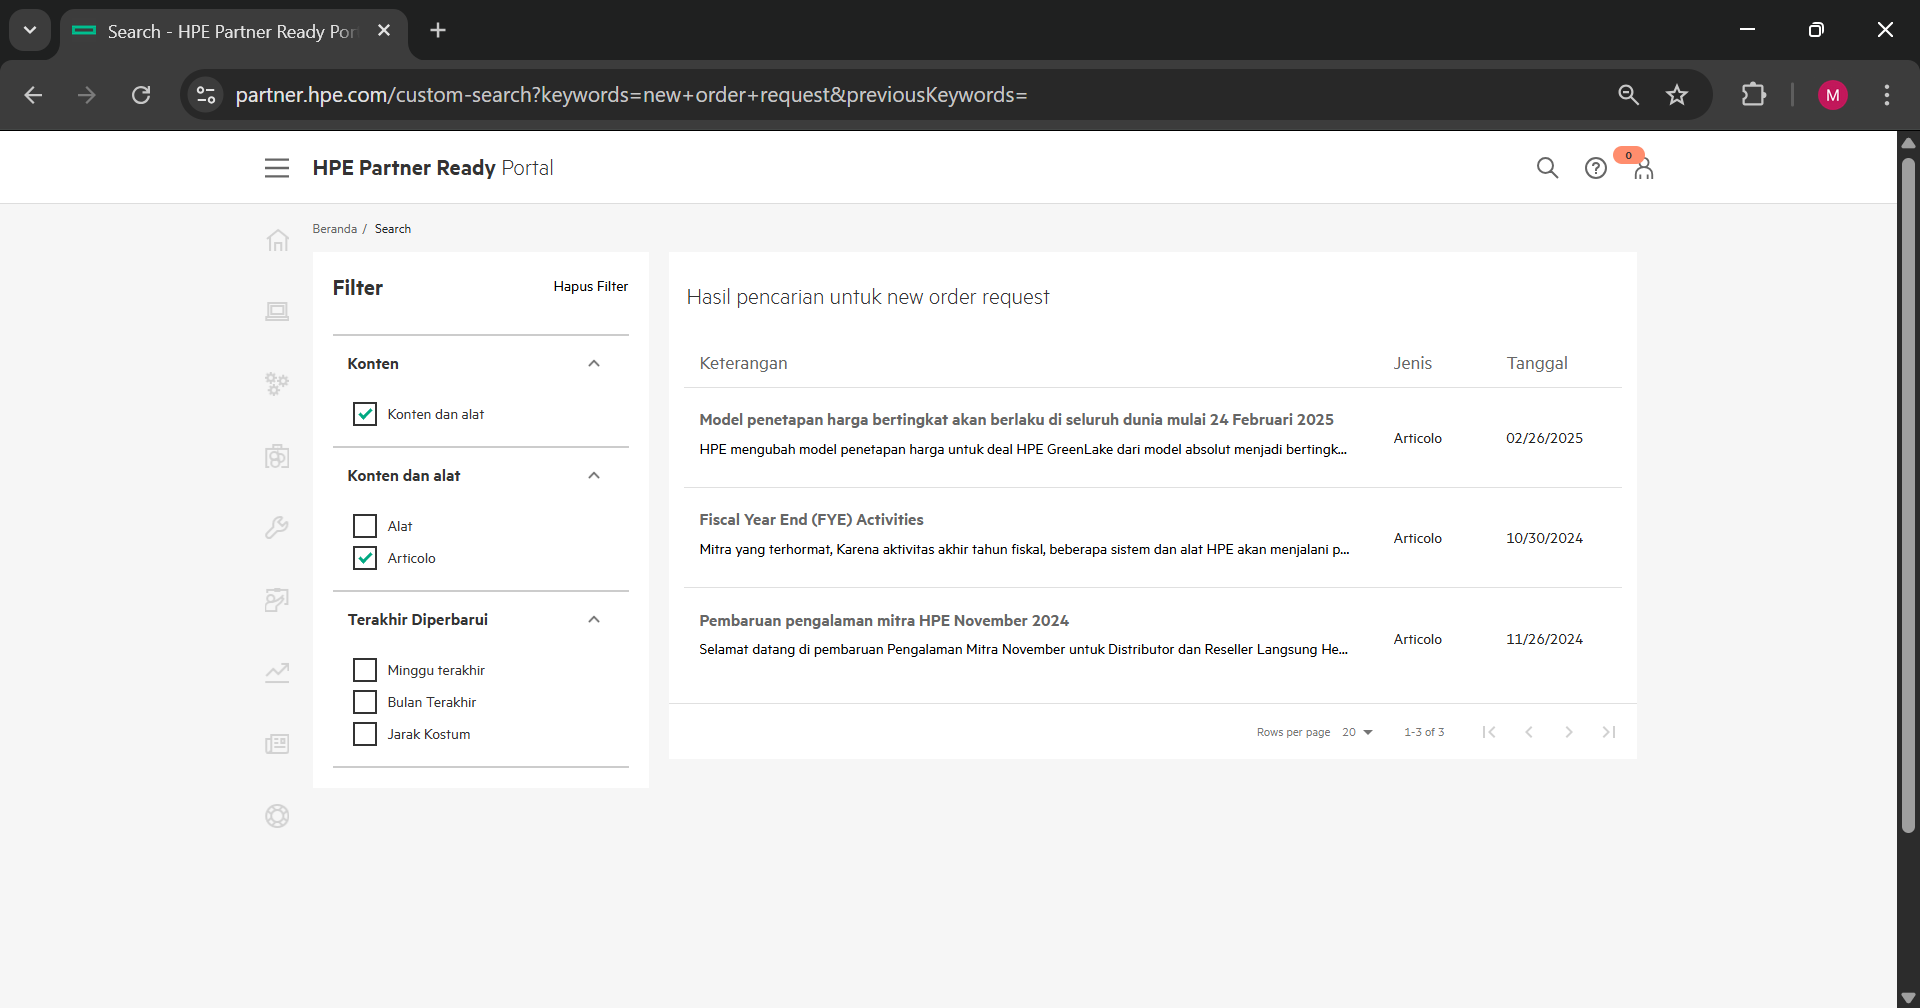 Search - HPE Partner Ready Por
partner.hpe.com/custom-search?keywords=new+order+request&previousKeywords=
M
HPE Partner Ready Portal
0
Beranda / Search
Filter
Hapus Filter
Konten
Konten dan alat
Konten dan alat
Alat
Articolo
Terakhir Diperbarui
Minggu terakhir
Bulan Terakhir
Jarak Kostum
Hasil pencarian untuk new order request
Keterangan Jenis Tanggal
Model penetapan harga bertingkat akan berlaku di seluruh dunia mulai 24 Februari 2025
HPE mengubah model penetapan harga untuk deal HPE GreenLake dari model absolut menjadi bertingk...
Articolo 02/26/2025
Fiscal Year End (FYE) Activities
Mitra yang terhormat, Karena aktivitas akhir tahun fiskal, beberapa sistem dan alat HPE akan menjalani p...
Articolo 10/30/2024
Pembaruan pengalaman mitra HPE November 2024
Selamat datang di pembaruan Pengalaman Mitra November untuk Distributor dan Reseller Langsung He...
Articolo 11/26/2024
Rows per page 20 1-3 of 3